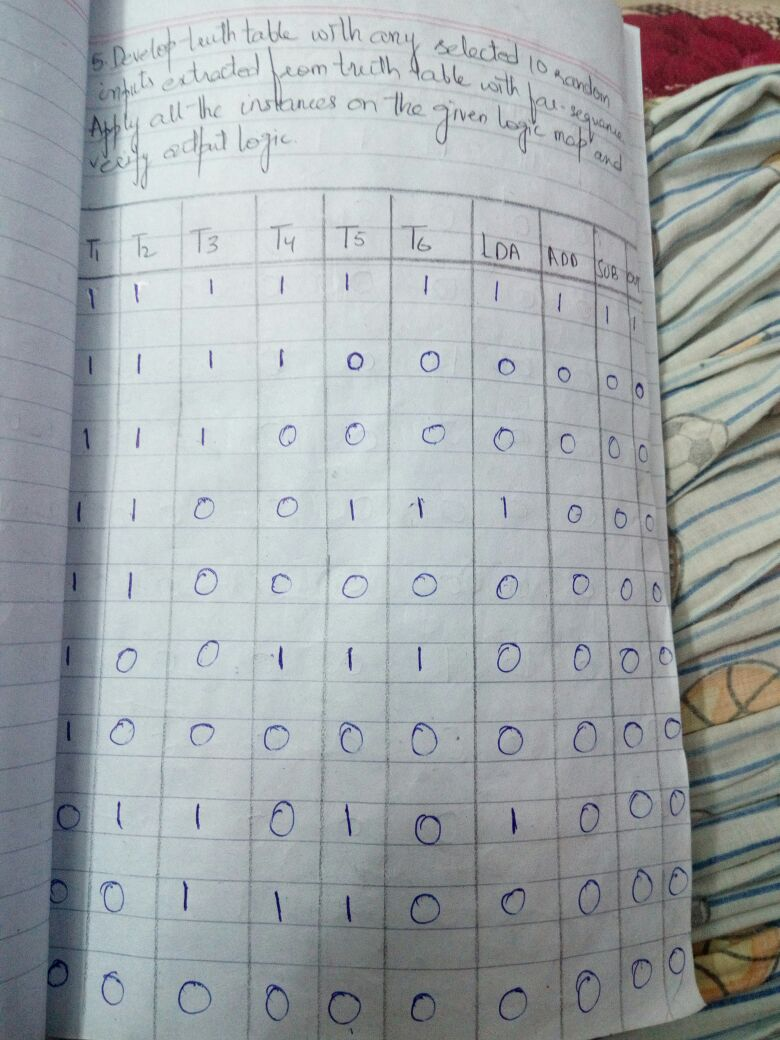 5. Develop truth table with any selected 10 random
inputs extracted from truth table with far-sequance
Apply all the instances on the given logic map and
verify output logic.
T1 T2 T3 T4 T5 T6 LDA ADD SUB OUT
1 1 1 1 1 1 1 1 1 1
1 1 1 1 0 0 0 0 0 0
1 1 1 0 0 0 0 0 0 0
1 1 0 0 1 1 1 0 0 0
1 1 0 0 0 0 0 0 0 0
1 0 0 1 1 1 0 0 0 0
1 0 0 0 0 0 0 0 0 0
0 1 1 0 1 0 1 0 0 0
0 0 1 1 1 0 0 0 0 0
0 0 0 0 0 0 0 0 0 0